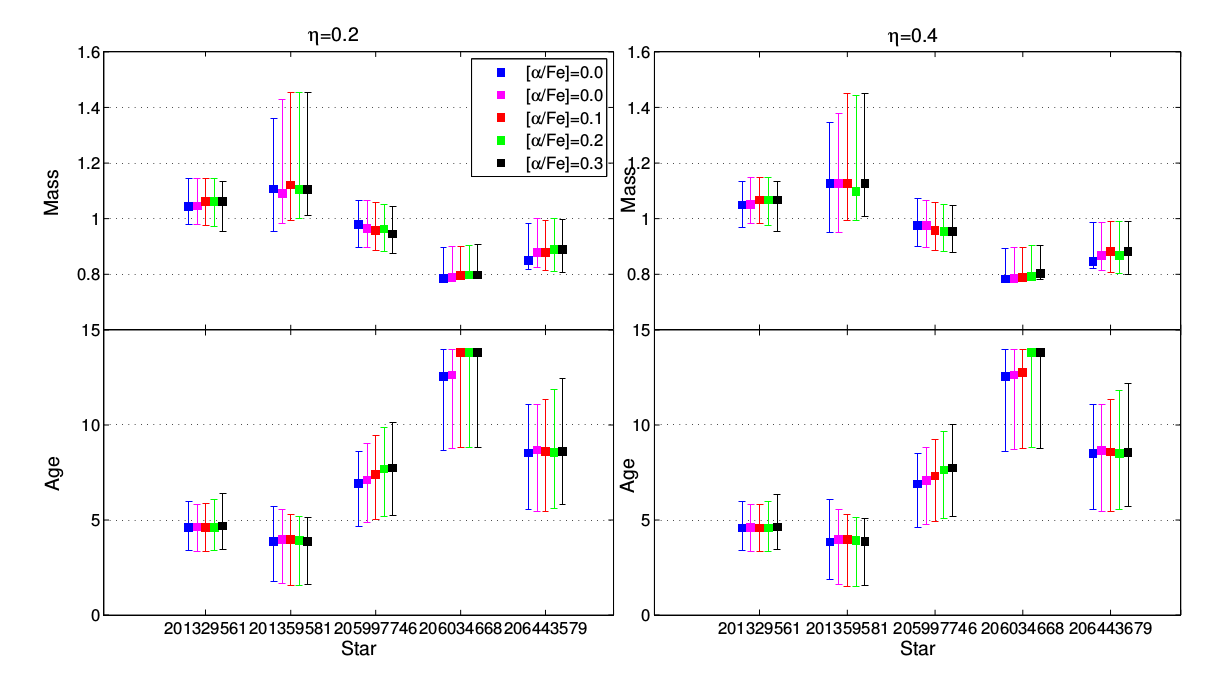 η=0.2
η=0.4
1.6
1.4
1.2
1
0.8
Mass
[α/Fe]=0.0
[α/Fe]=0.0
[α/Fe]=0.1
[α/Fe]=0.2
[α/Fe]=0.3
1.6
1.4
1.2
1
0.8
Mass
15
10
5
0
Age
15
10
5
0
Age
201329561 201359581 205997746 206034668 206443579
Star
201329561 201359581 205997746 206034668 206443679
Star